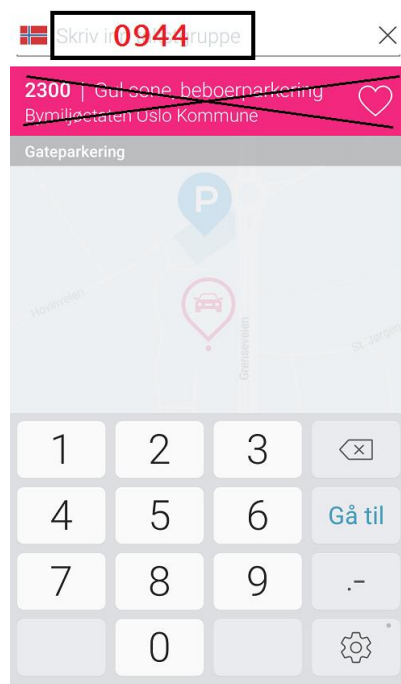 Skriv in 0944 ruppe
2300 | Gul sone, beboerparkering
Bymiljøetaten Oslo Kommune
Gateparkering
P
Hovinveien
Grenseveien
St. Jørgen
1 2 3
4 5 6 Gå til
7 8 9 .-
0